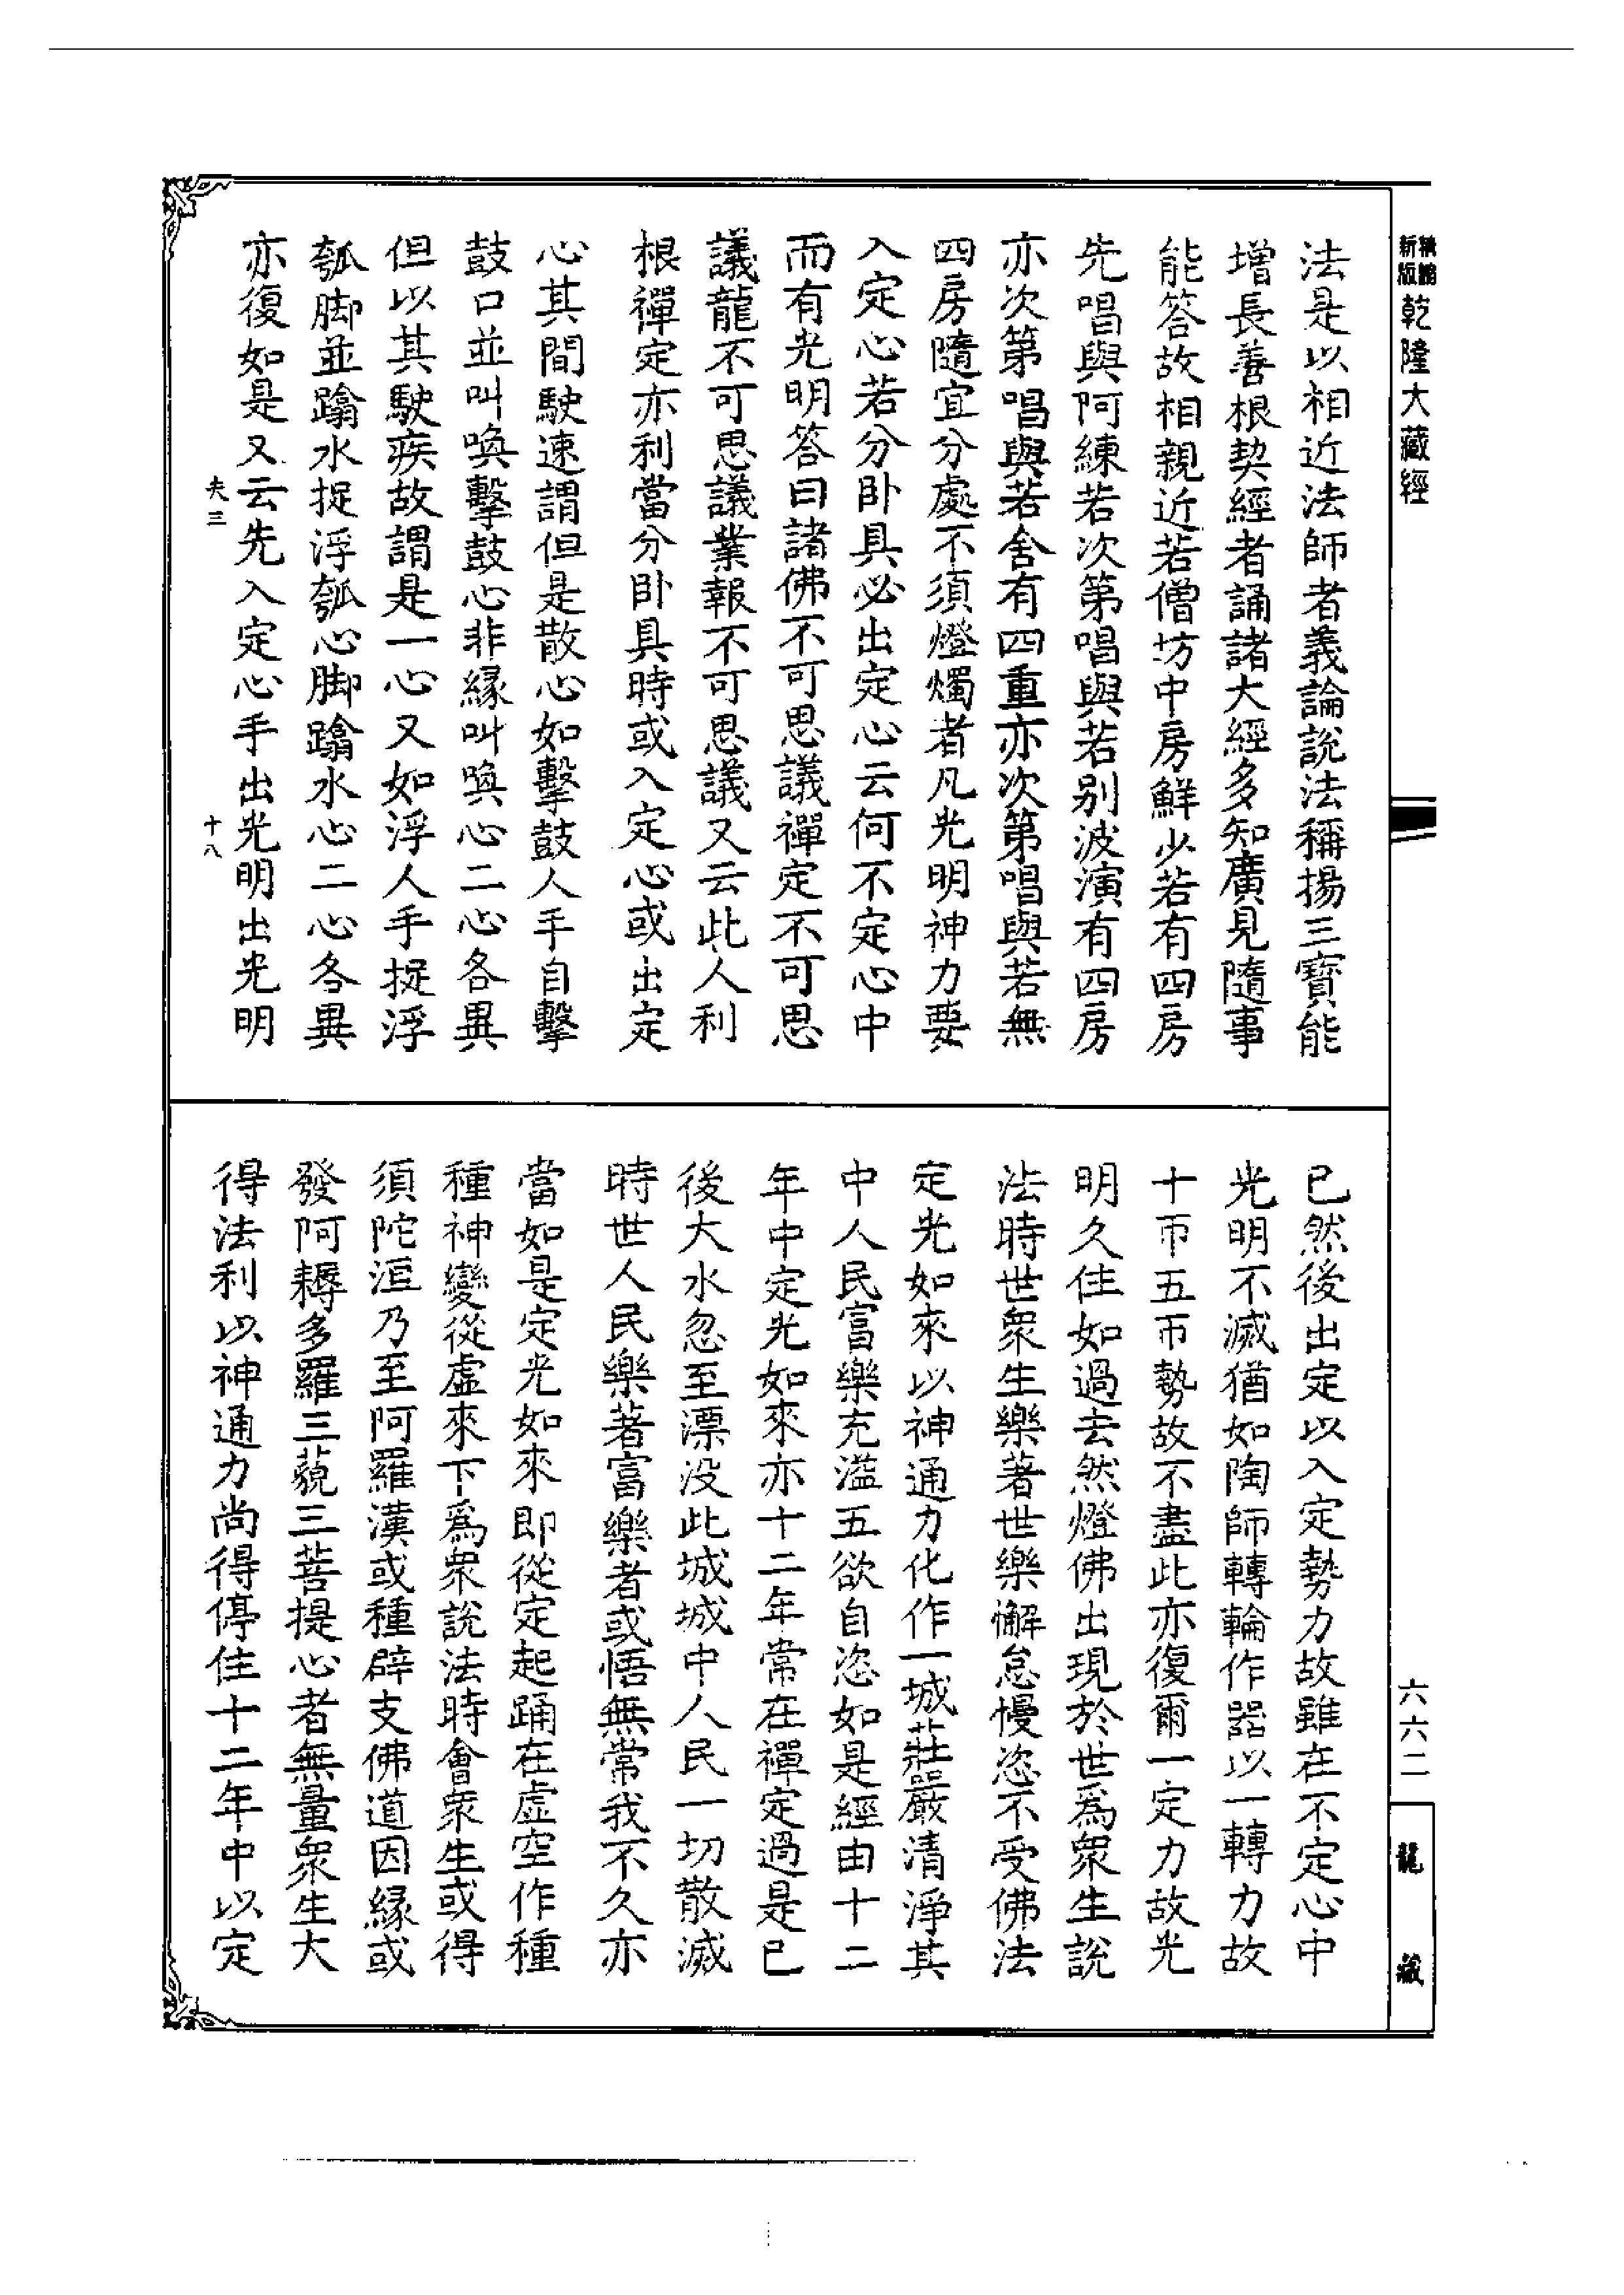 新版
精縮
乾隆大藏經
六六二
龍藏
法是以相近法師者義論說法稱揚三寶能
增長善根契經者誦諸大經多知廣見隨事
能答故相親近若僧坊中房鮮少若有四房
先唱與阿練若次第唱與若別波演有四房
亦次第唱與若舍有四重亦次第唱與若無
四房隨宜分處不須燈燭者凡光明神力要
入定心若分卧具必出定心云何不定心中
而有光明答曰諸佛不可思議禪定不可思
議龍不可思議業報不可思議又云此人利
根禪定亦利當分卧具時或入定心或出定
心其間駛速謂但是散心如擊鼓人手自擊
鼓口並叫喚擊鼓心非緣叫喚心二心各異
但以其駛疾故謂是一心又如浮人手捉浮
瓠脚並踰水捉浮瓠心脚踰水心二心各異
亦復如是又云先入定心手出光明出光明
夫三
十八
已然後出定以入定勢力故雖在不定心中
光明不滅猶如陶師轉輪作器以一轉力故
十帀五帀勢故不盡此亦復爾一定力故光
明久住如過去然燈佛出現於世爲衆生說
法時世衆生樂著世樂懈怠慢恣不受佛法
定光如來以神通力化作一城莊嚴清淨其
中人民富樂充溢五欲自恣如是經由十二
年中定光如來亦十二年常在禪定過是已
後大水忽至漂没此城城中人民一切散滅
時世人民樂著富樂者或悟無常我不久亦
當如是定光如來即從定起踊在虛空作種
種神變從虛來下爲衆說法時會衆生或得
須陀洹乃至阿羅漢或種辟支佛道因緣或
發阿耨多羅三藐三菩提心者無量衆生大
得法利以神通力尚得停住十二年中以定